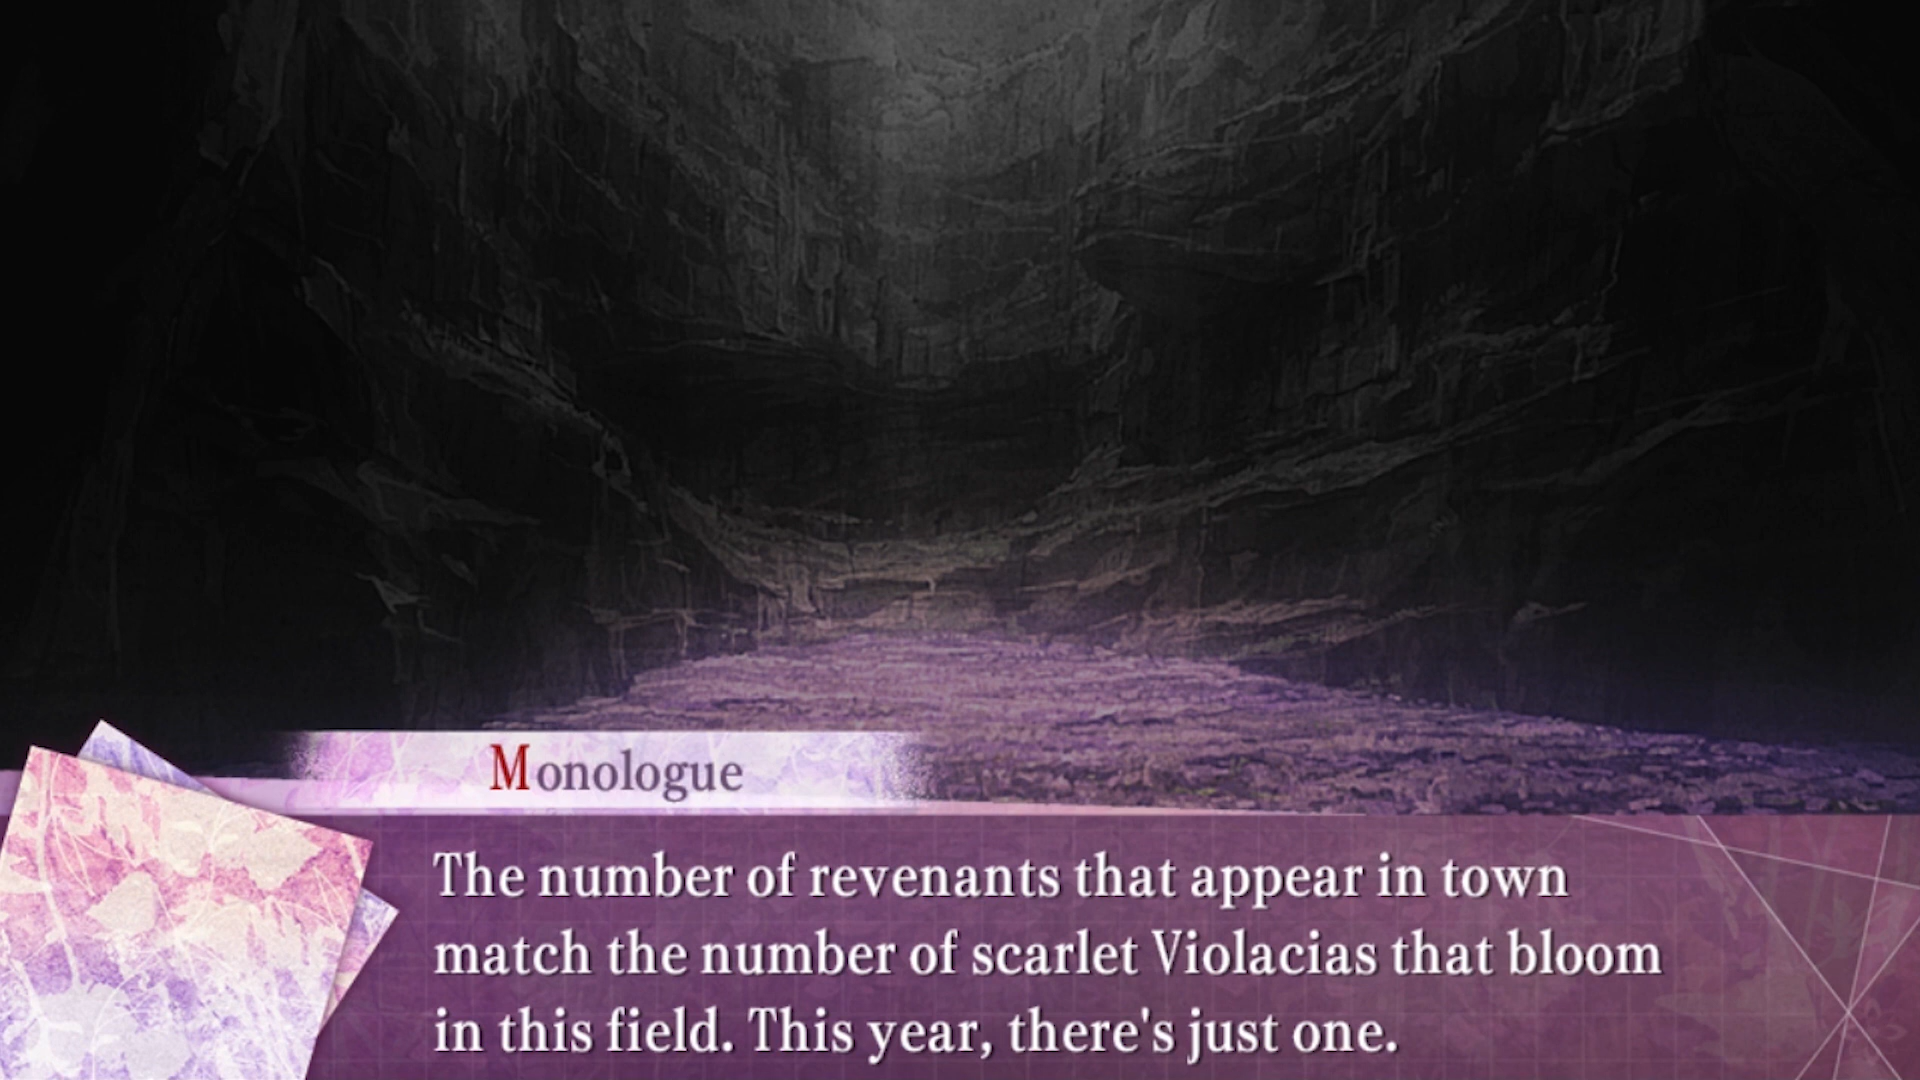 Monologue
The number of revenants that appear in town
match the number of scarlet Violacias that bloom
in this field. This year, there's just one.